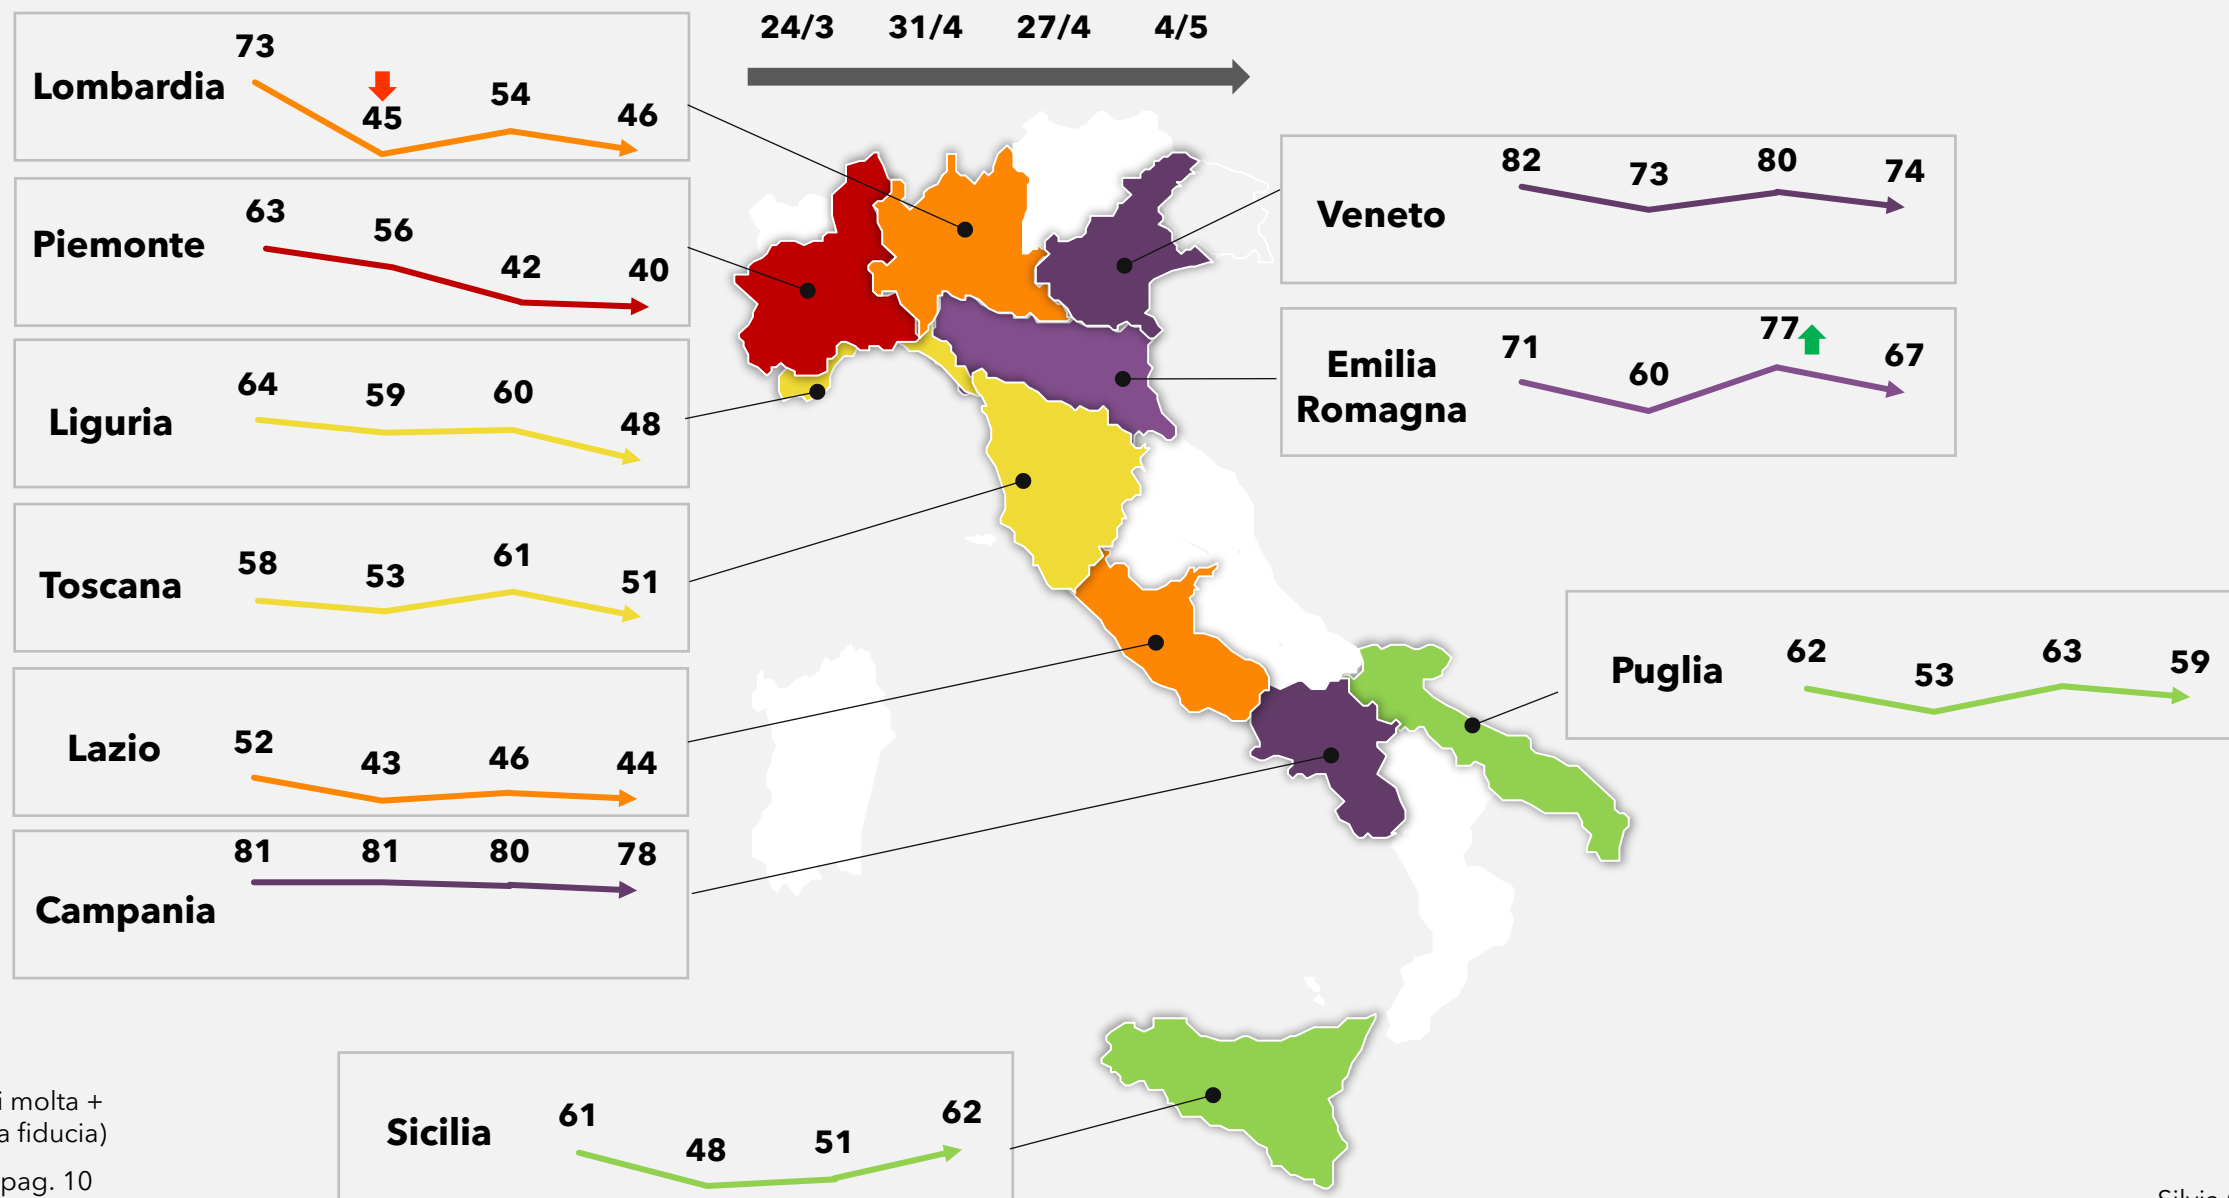 24/3 31/4 27/4 4/5
Lombardia 73 45 54 46
Piemonte 63 56 42 40
Liguria 64 59 60 48
Toscana 58 53 61 51
Lazio 52 43 46 44
Campania 81 81 80 78
Veneto 82 73 80 74
Emilia
Romagna
71 60 77 67
Puglia 62 53 63 59
Sicilia 61 48 51 62
i molta +
a fiducia)
pag. 10